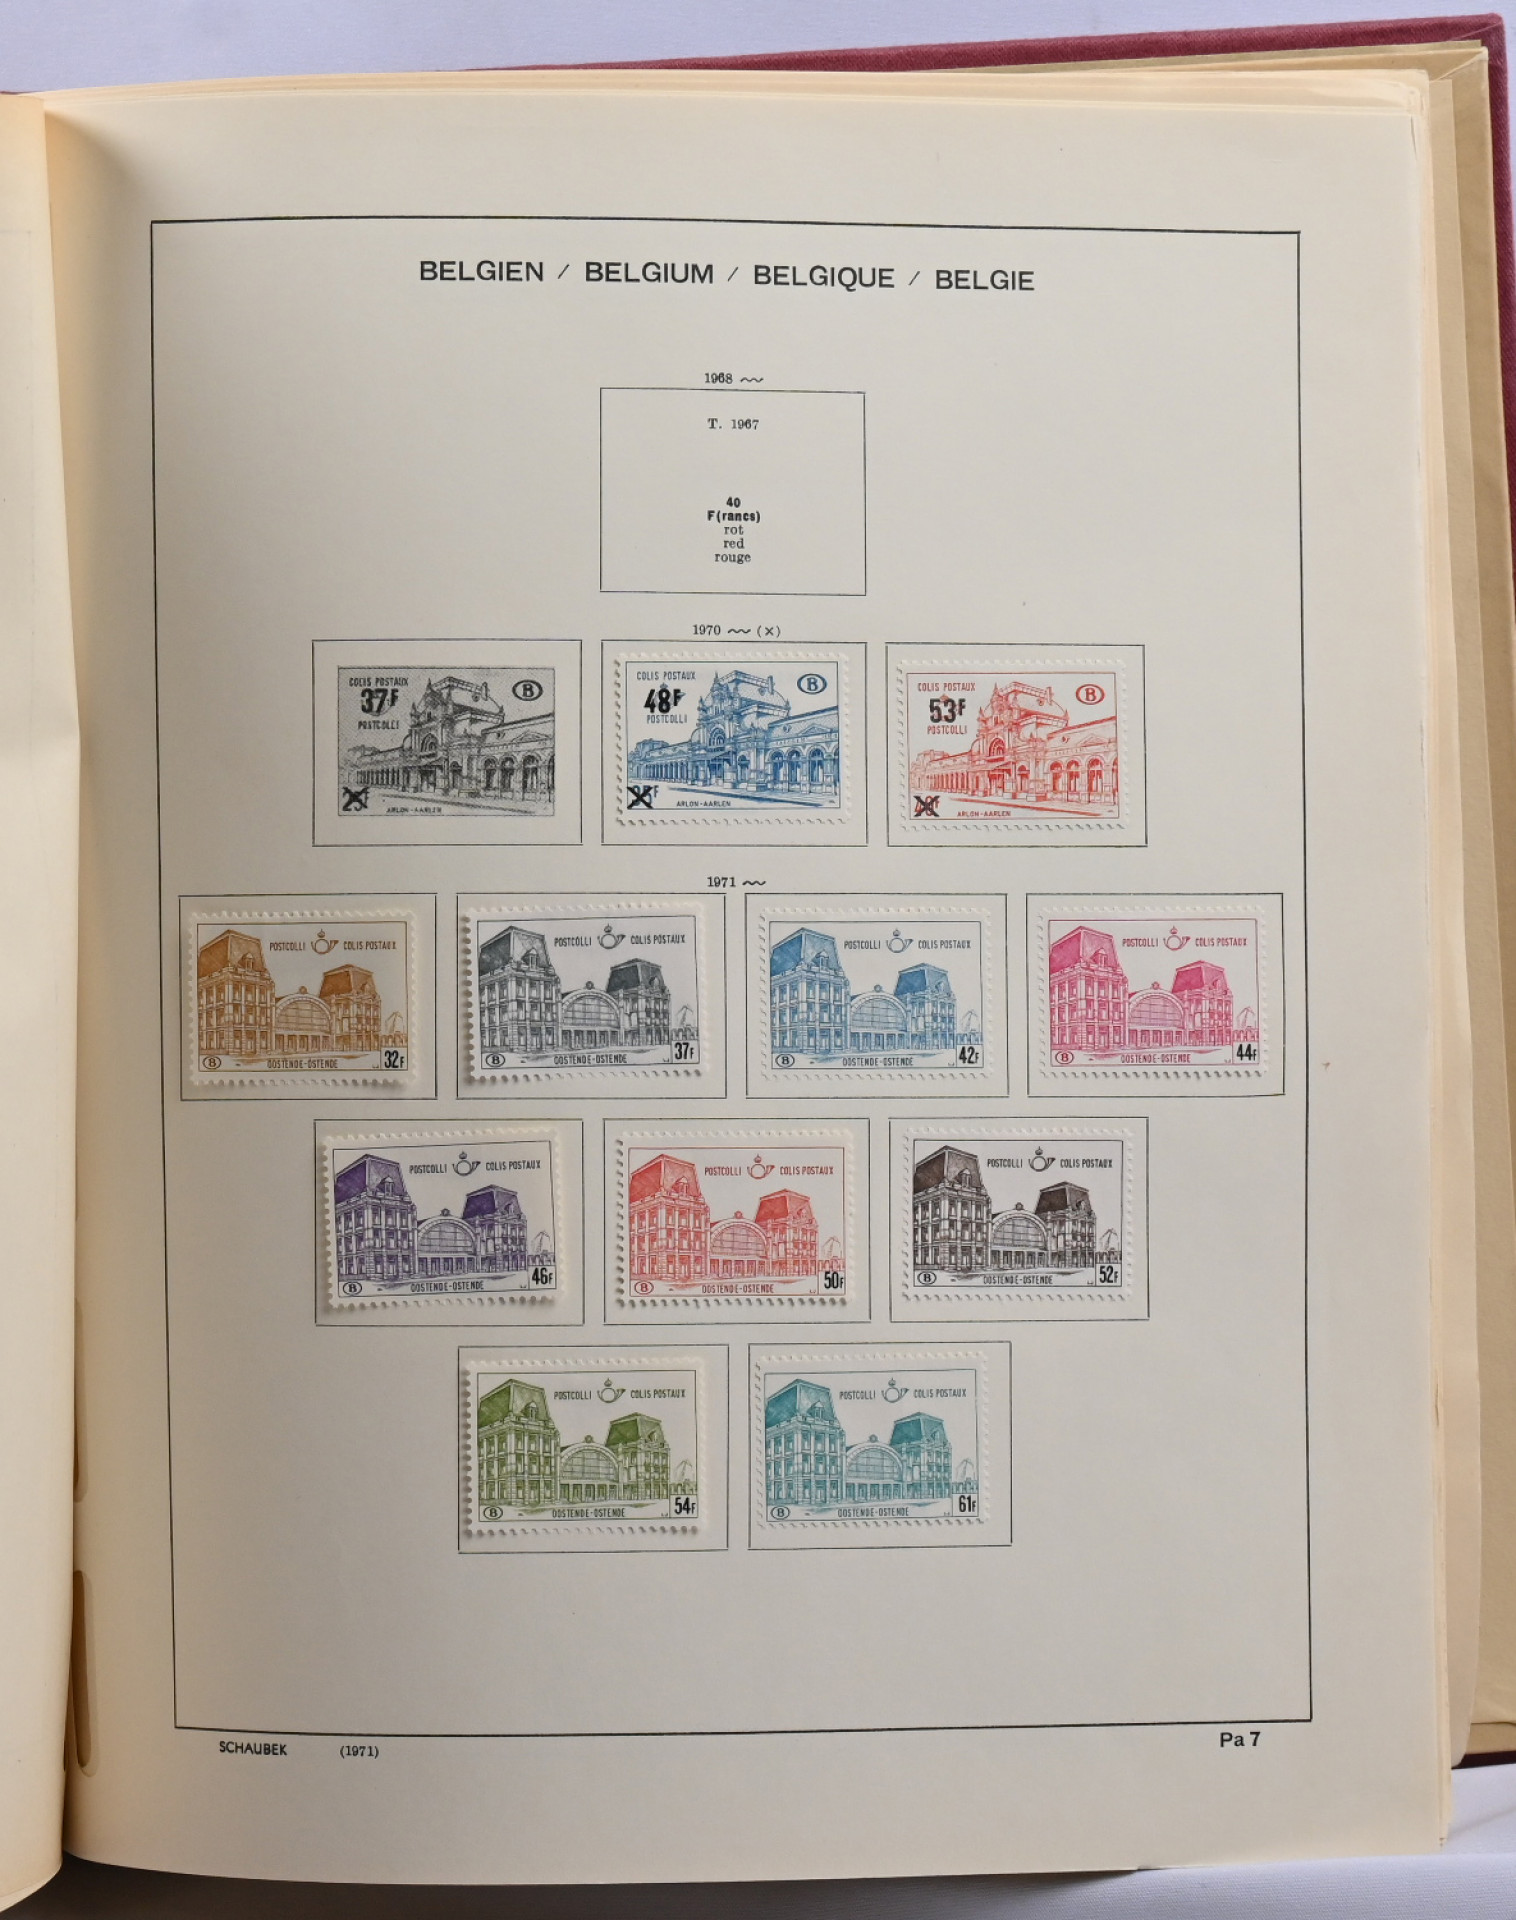 BELGIEN / BELGIUM / BELGIQUE / BELGIE
1968
T. 1967
40
F(rancs)
rot
red
rouge
1970 (×)
COLIS POSTAUX
37F
POSTCOLLI
B
25F
ARLON-AARLEN
COLIS POSTAUX
48F
POSTCOLLI
B
35F
ARLON-AARLEN
COLIS POSTAUX
53F
POSTCOLLI
B
40F
ARLON-AARLEN
1971
POSTCOLLI COLIS POSTAUX
B OOSTENDE-OSTENDE 32F
POSTCOLLI COLIS POSTAUX
B OOSTENDE-OSTENDE 37F
POSTCOLLI COLIS POSTAUX
B OOSTENDE-OSTENDE 42F
POSTCOLLI COLIS POSTAUX
B OOSTENDE-OSTENDE 44F
POSTCOLLI COLIS POSTAUX
B OOSTENDE-OSTENDE 46F
POSTCOLLI COLIS POSTAUX
B OOSTENDE-OSTENDE 50F
POSTCOLLI COLIS POSTAUX
B OOSTENDE-OSTENDE 52F
POSTCOLLI COLIS POSTAUX
B OOSTENDE-OSTENDE 54F
POSTCOLLI COLIS POSTAUX
B OOSTENDE-OSTENDE 61F
SCHAUBEK (1971) Pa 7